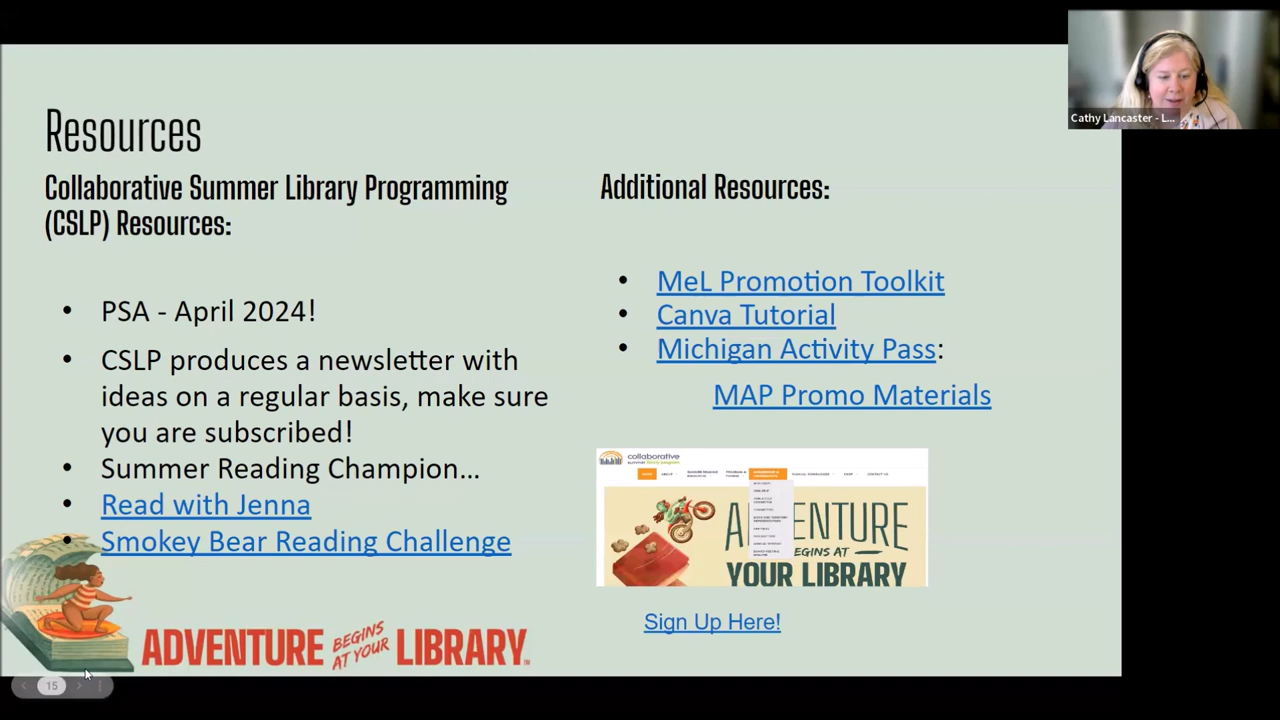 Resources
Collaborative Summer Library Programming
(CSLP) Resources:
• PSA - April 2024!
• CSLP produces a newsletter with
ideas on a regular basis, make sure
you are subscribed!
• Summer Reading Champion...
• Read with Jenna
• Smokey Bear Reading Challenge
ADVENTURE BEGINS AT YOUR LIBRARY
15
Additional Resources:
• MeL Promotion Toolkit
• Canva Tutorial
• Michigan Activity Pass:
MAP Promo Materials
collaborative
summer library program
YOUR LIBRARY
Sign Up Here!
Cathy Lancaster - L...